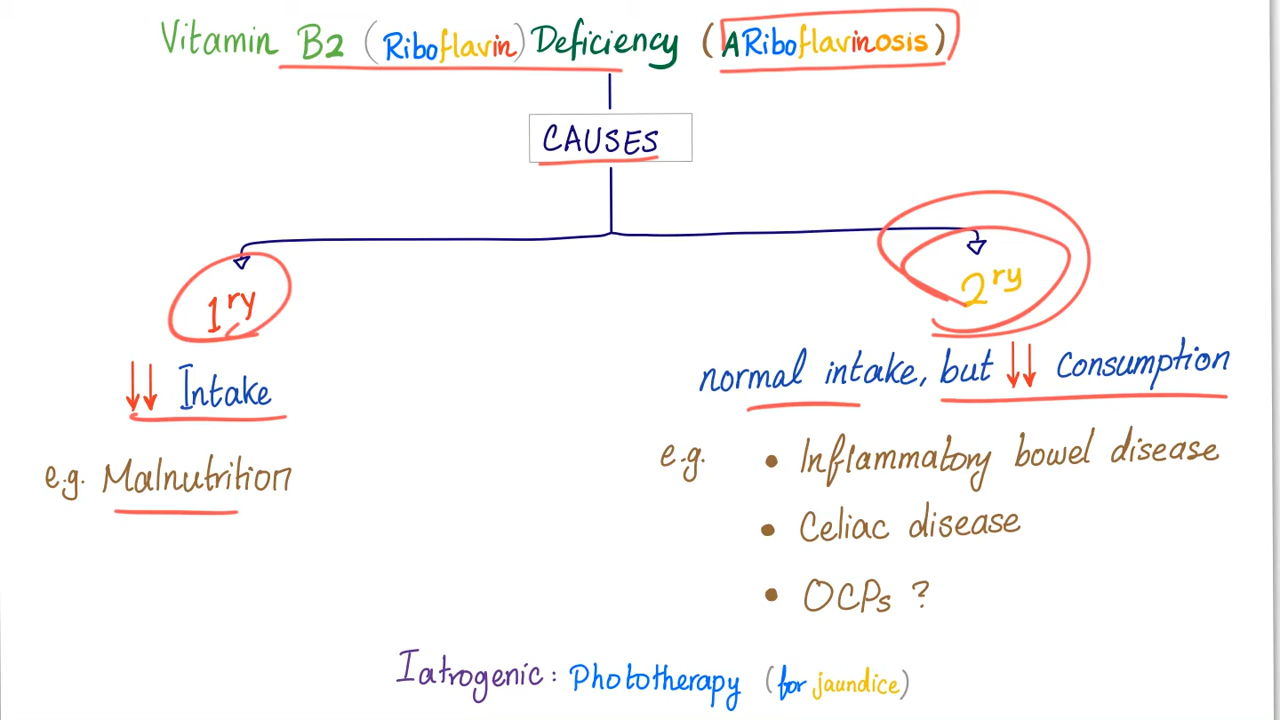 Vitamin B2 (Riboflavin) Deficiency (ARiboflavinosis)
CAUSES
1ry
↓↓ Intake
e.g. Malnutrition
2ry
normal intake, but ↓↓ Consumption
e.g. • Inflammatory bowel disease
• Celiac disease
• OCPs ?
Iatrogenic: Phototherapy (for jaundice)